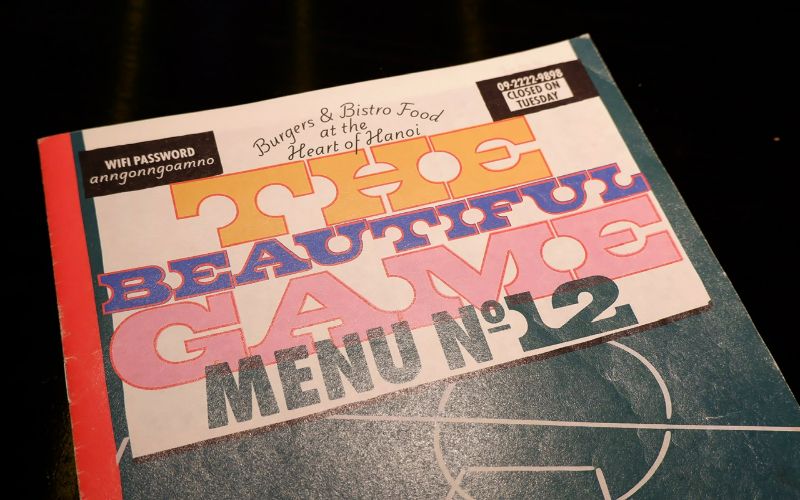 WIFI PASSWORD
anngonngoamno
Burgers & Bistro Food
at the
Heart of Hanoi
09-2222-9898
CLOSED ON
TUESDAY
THE
BEAUTIFUL
GAME
MENU Nº12